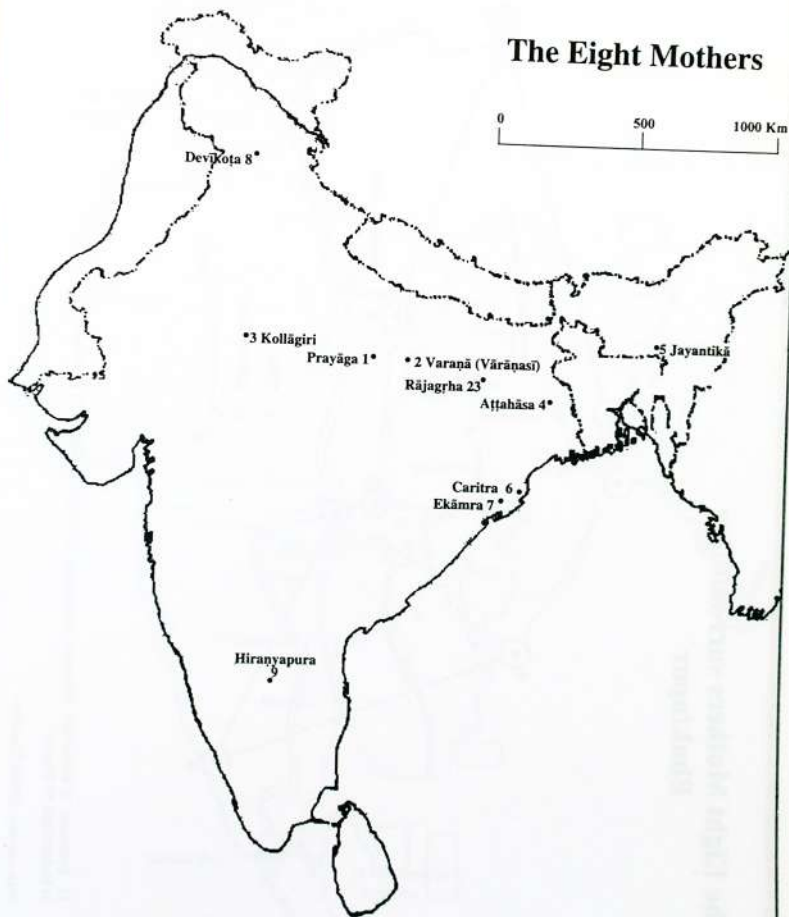 The Eight Mothers
0 500 1000 Km
Devīkoṭa 8
3 Kollāgiri
Prayāga 1
2 Varaṇā (Vārāṇasī)
5 Jayantikā
Rājagṛha 23
Aṭṭahāsa 4
Caritra 6
Ekāmra 7
Hiraṇyapura
9